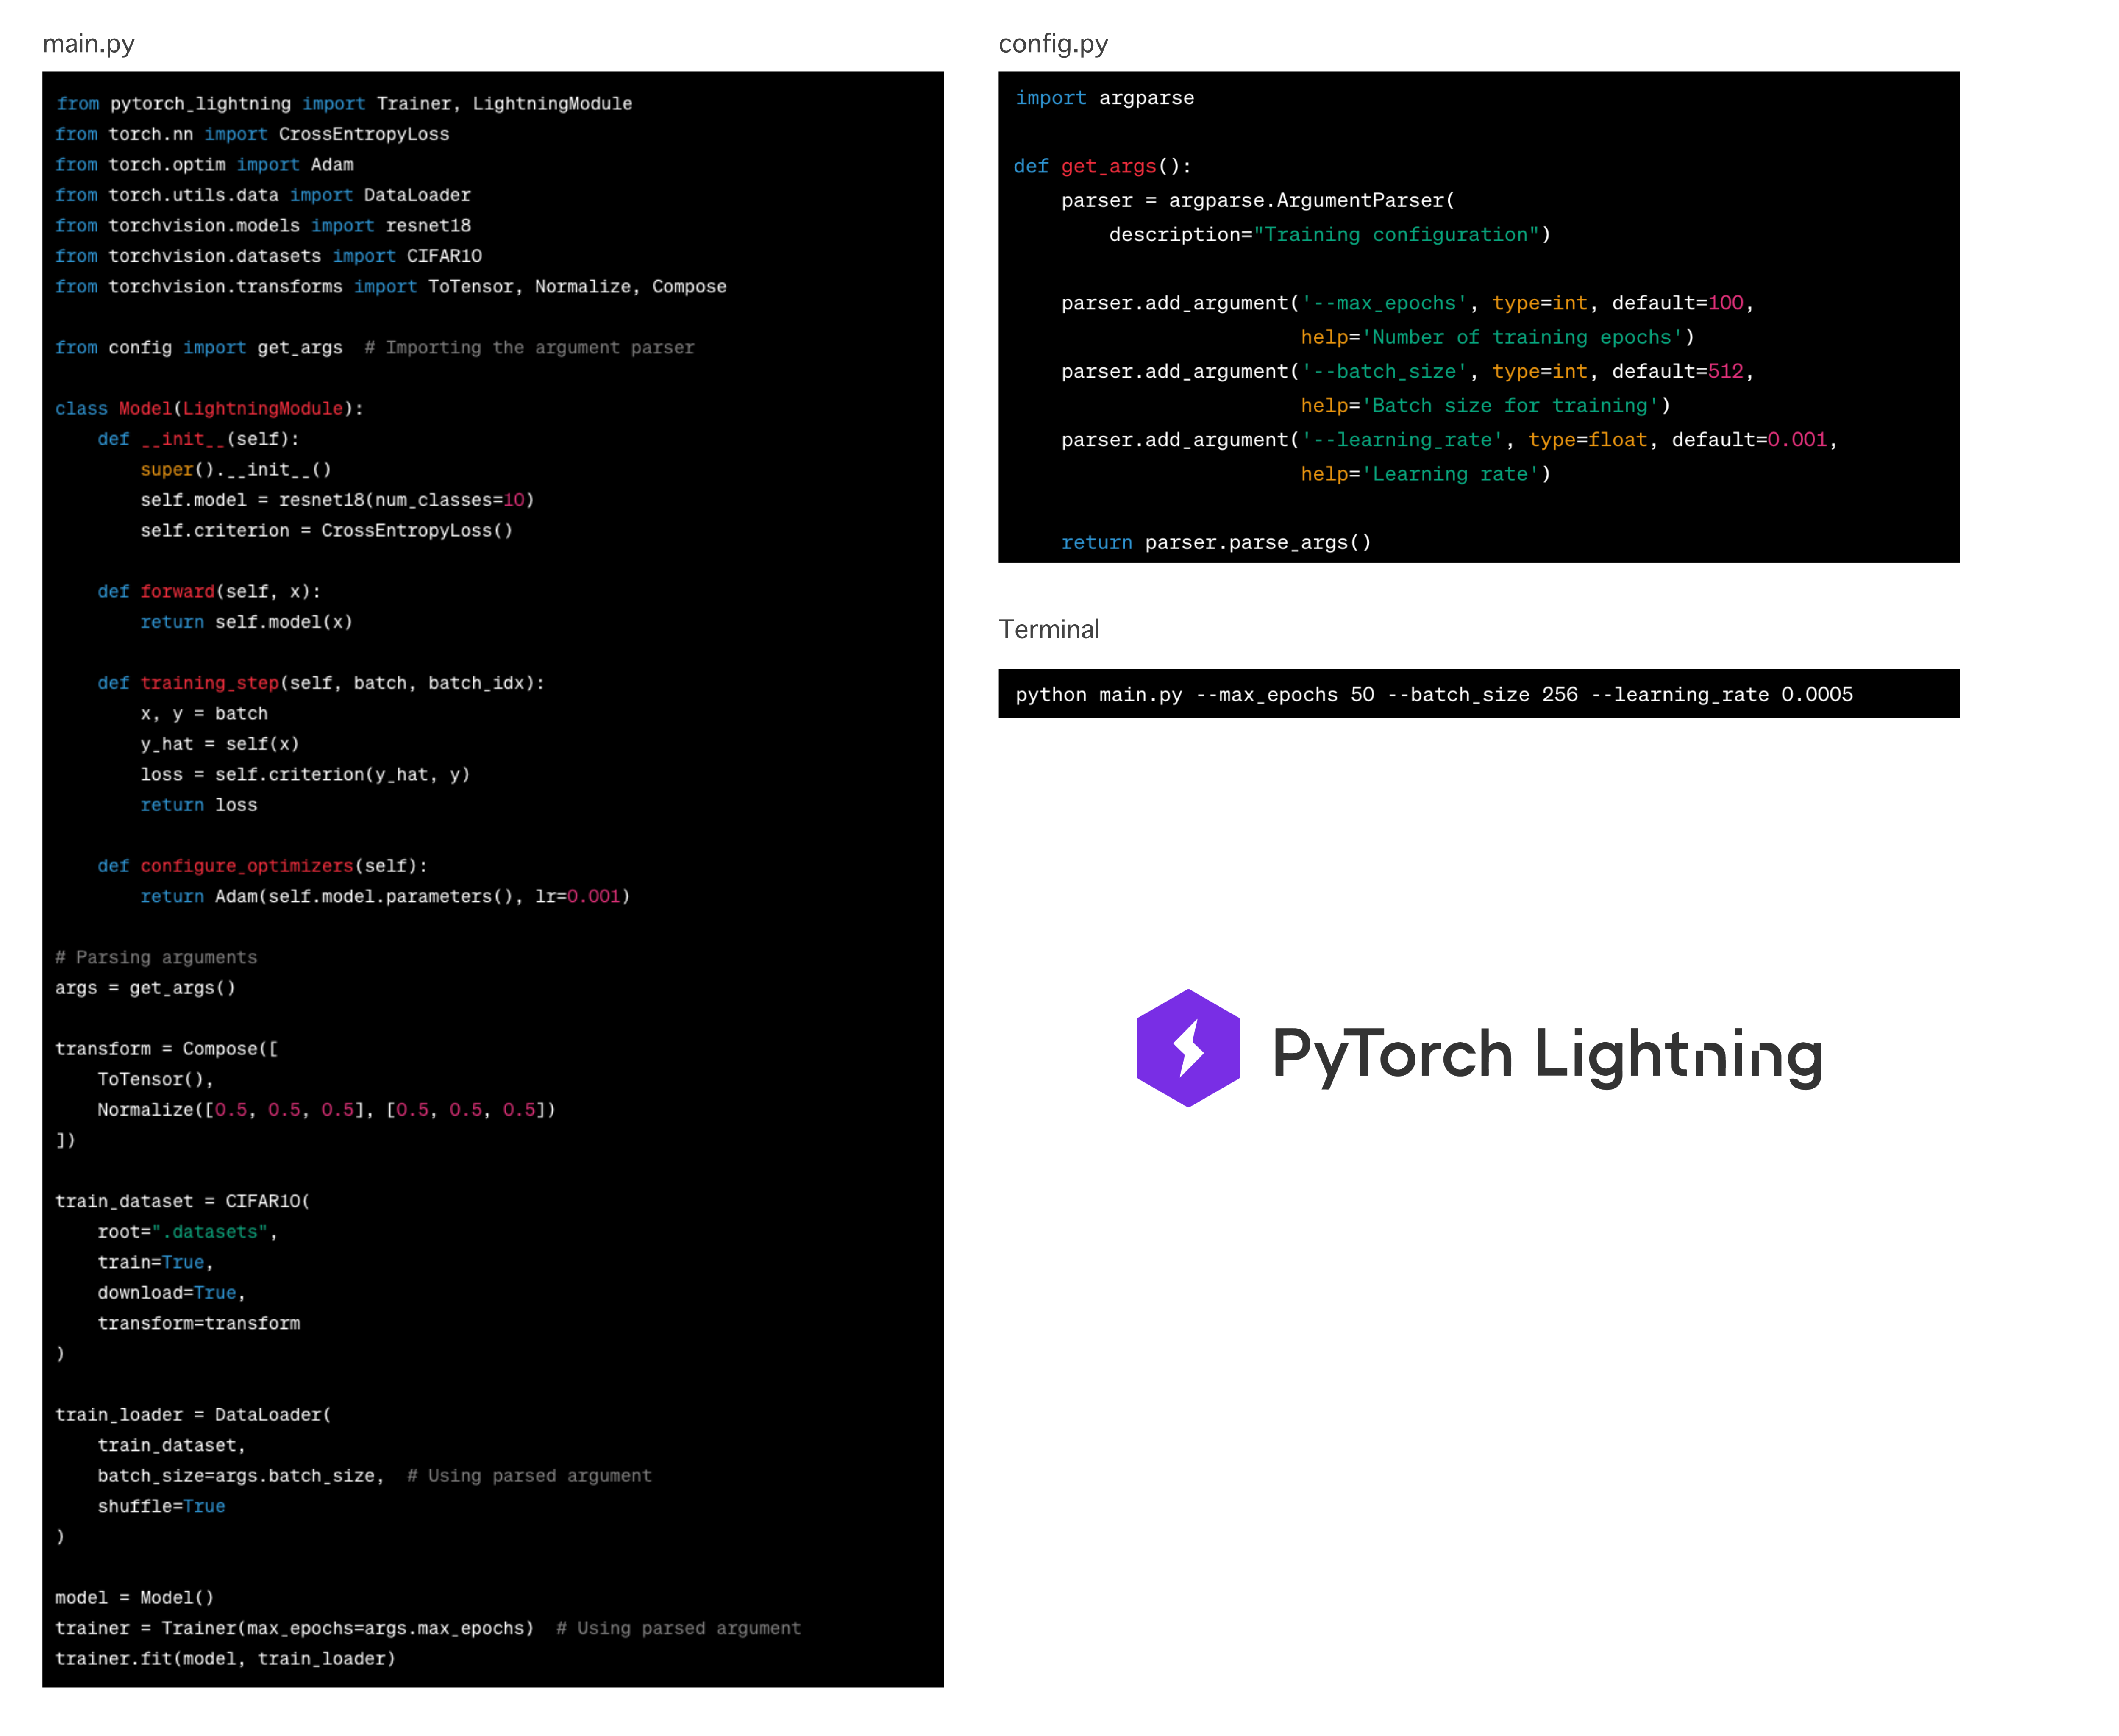 main.py
from pytorch_lightning import Trainer, LightningModule
from torch.nn import CrossEntropyLoss
from torch.optim import Adam
from torch.utils.data import DataLoader
from torchvision.models import resnet18
from torchvision.datasets import CIFAR10
from torchvision.transforms import ToTensor, Normalize, Compose

from config import get_args  # Importing the argument parser

class Model(LightningModule):
    def __init__(self):
        super().__init__()
        self.model = resnet18(num_classes=10)
        self.criterion = CrossEntropyLoss()

    def forward(self, x):
        return self.model(x)

    def training_step(self, batch, batch_idx):
        x, y = batch
        y_hat = self(x)
        loss = self.criterion(y_hat, y)
        return loss

    def configure_optimizers(self):
        return Adam(self.model.parameters(), lr=0.001)

# Parsing arguments
args = get_args()

transform = Compose([
    ToTensor(),
    Normalize([0.5, 0.5, 0.5], [0.5, 0.5, 0.5])
])

train_dataset = CIFAR10(
    root=".datasets",
    train=True,
    download=True,
    transform=transform
)

train_loader = DataLoader(
    train_dataset,
    batch_size=args.batch_size,  # Using parsed argument
    shuffle=True
)

model = Model()
trainer = Trainer(max_epochs=args.max_epochs)  # Using parsed argument
trainer.fit(model, train_loader)
config.py
import argparse

def get_args():
    parser = argparse.ArgumentParser(
        description="Training configuration")

    parser.add_argument('--max_epochs', type=int, default=100,
                        help='Number of training epochs')
    parser.add_argument('--batch_size', type=int, default=512,
                        help='Batch size for training')
    parser.add_argument('--learning_rate', type=float, default=0.001,
                        help='Learning rate')

    return parser.parse_args()
Terminal
python main.py --max_epochs 50 --batch_size 256 --learning_rate 0.0005
PyTorch Lightning